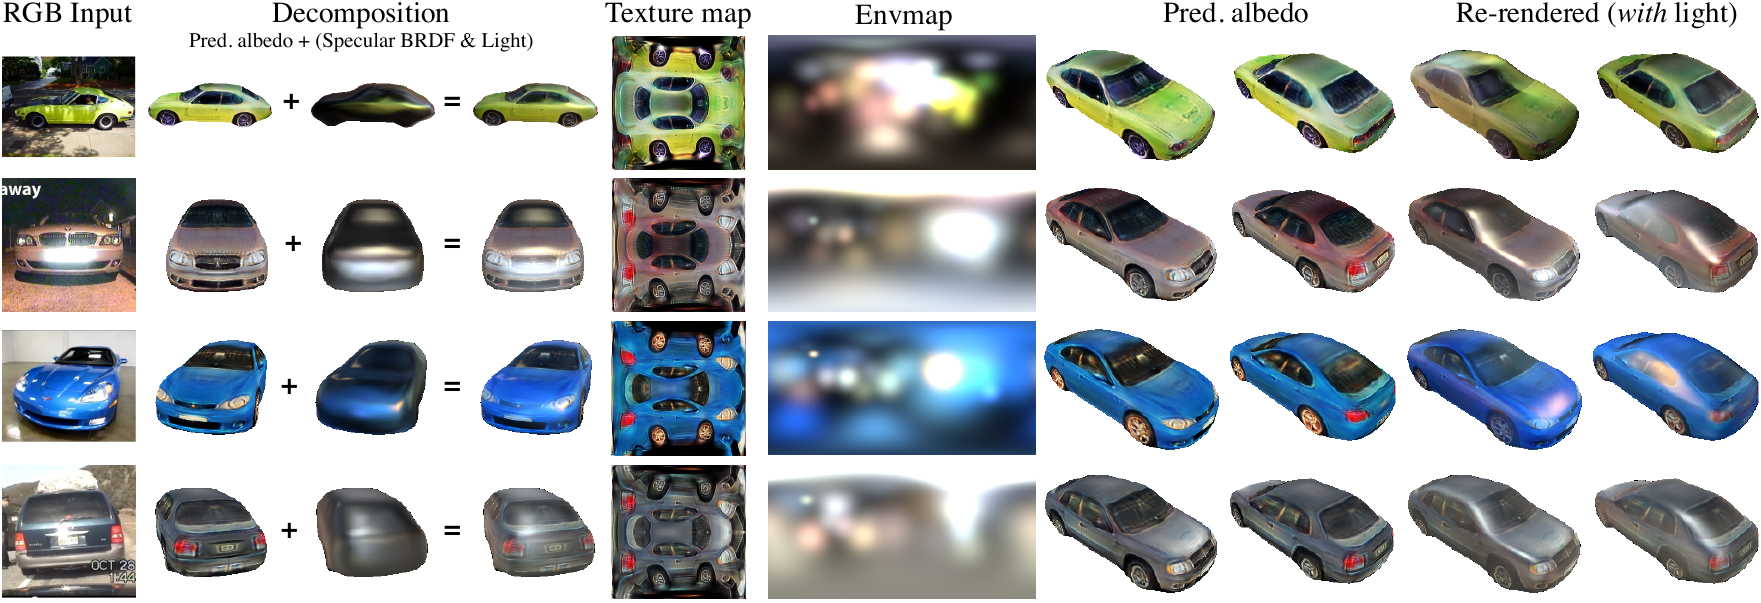 RGB Input
Decomposition
Pred. albedo + (Specular BRDF & Light)
Texture map
Envmap
Pred. albedo
Re-rendered (with light)
+
=
away
+
=
+
=
+
=
OCT 28
1:44